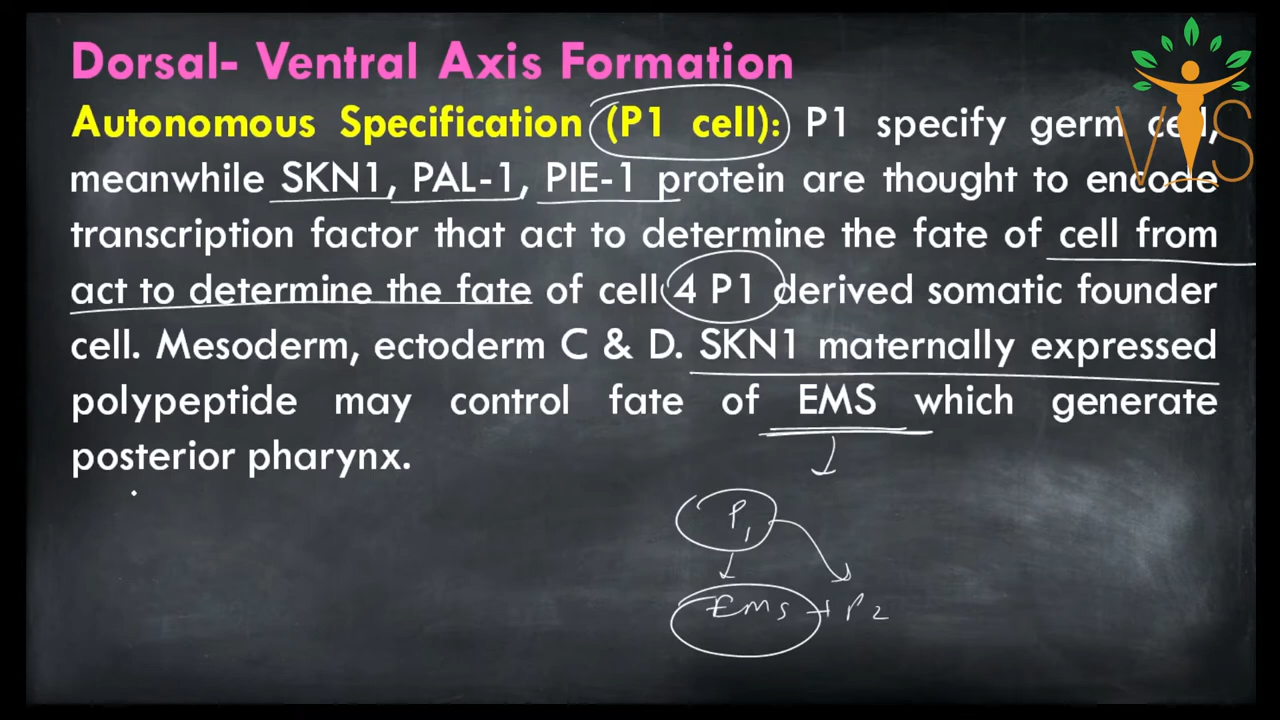 Dorsal- Ventral Axis Formation
Autonomous Specification (P1 cell): P1 specify germ cell,
meanwhile SKN1, PAL-1, PIE-1 protein are thought to encode
transcription factor that act to determine the fate of cell from
act to determine the fate of cell 4 P1 derived somatic founder
cell. Mesoderm, ectoderm C & D. SKN1 maternally expressed
polypeptide may control fate of EMS which generate
posterior pharynx.
P1
EMS + P2
VIS